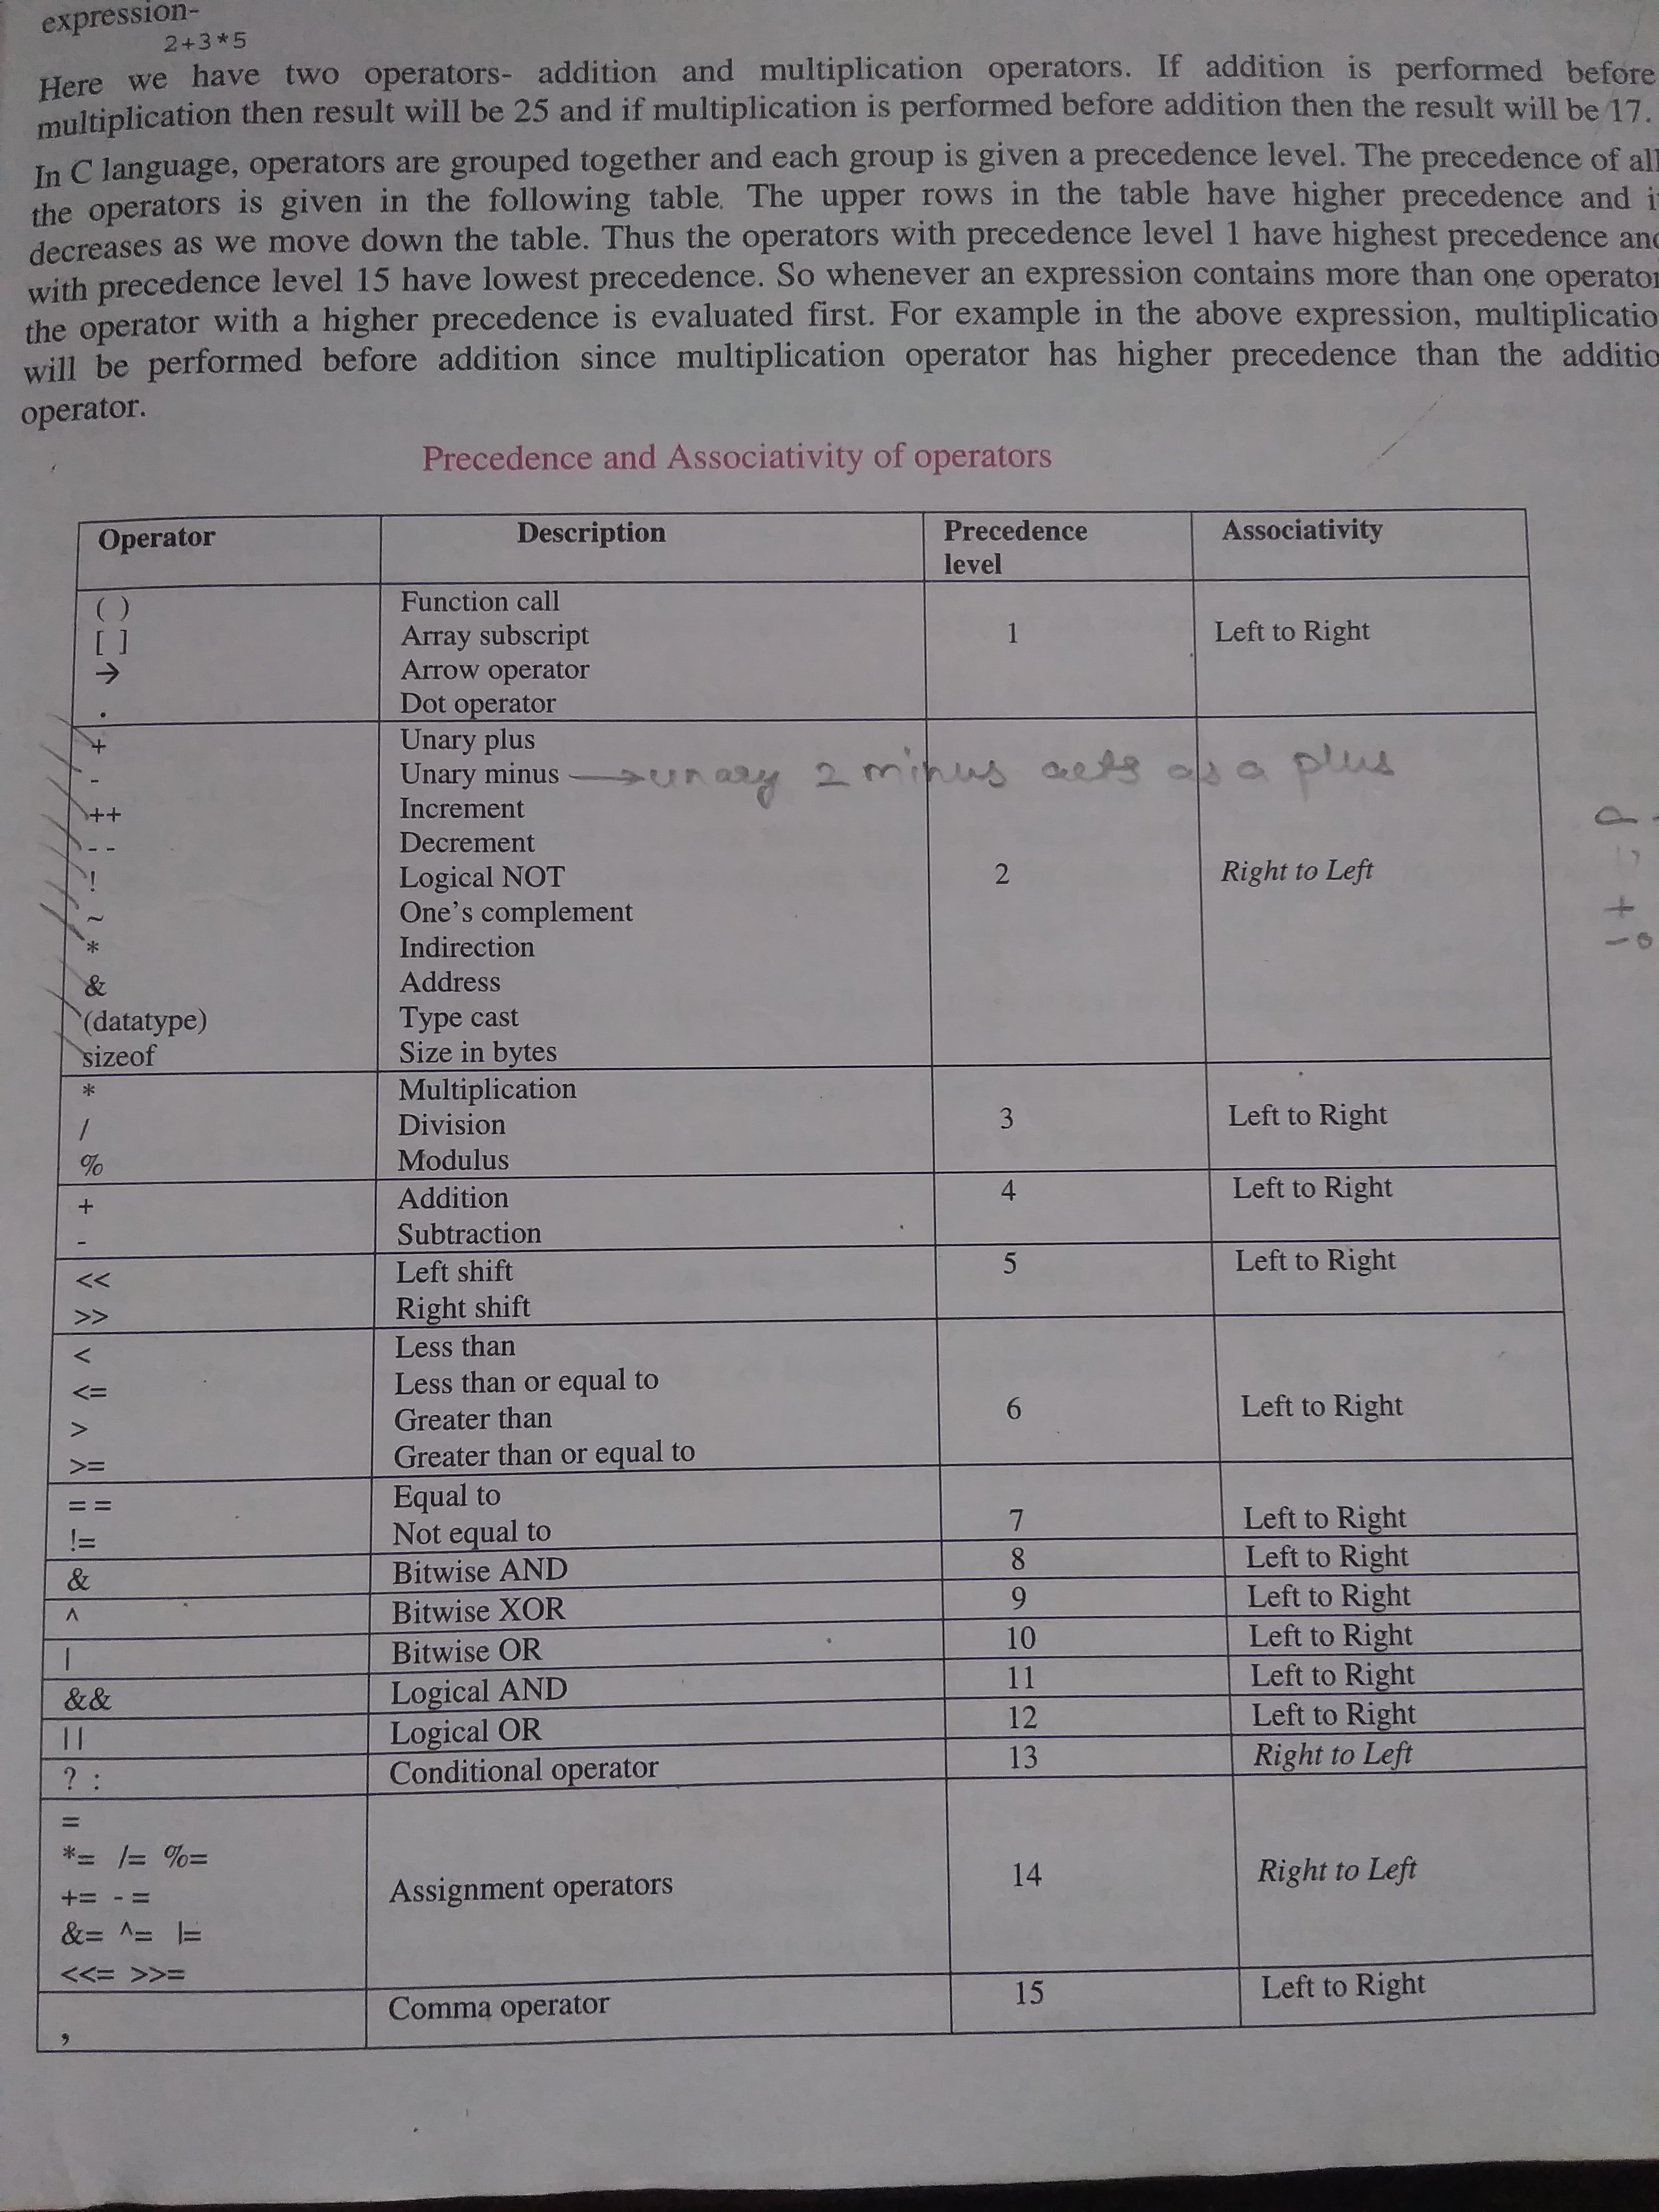 expression-
2+3*5
Here we have two operators- addition and multiplication operators. If addition is performed before
multiplication then result will be 25 and if multiplication is performed before addition then the result will be 17.
In C language, operators are grouped together and each group is given a precedence level. The precedence of all
the operators is given in the following table. The upper rows in the table have higher precedence and
decreases as we move down the table. Thus the operators with precedence level 1 have highest precedence
with precedence level 15 have lowest precedence. So whenever an expression contains more than one
the operator with a higher precedence is evaluated first. For example in the above expression,
will be performed before addition since multiplication operator has higher precedence than the
operator.
Precedence and Associativity of operators
Operator Description Precedence level Associativity
( ) Function call
[ ] Array subscript 1 Left to Right
→ Arrow operator
. Dot operator
+ Unary plus
- Unary minus →unary 2 minus acts as a plus
++ Increment
-- Decrement
! Logical NOT 2 Right to Left
~ One's complement
* Indirection
& Address
(datatype) Type cast
sizeof Size in bytes
* Multiplication
/ Division 3 Left to Right
% Modulus
+ Addition 4 Left to Right
- Subtraction
<< Left shift 5 Left to Right
>> Right shift
< Less than
<= Less than or equal to
> Greater than 6 Left to Right
>= Greater than or equal to
== Equal to
!= Not equal to 7 Left to Right
& Bitwise AND 8 Left to Right
^ Bitwise XOR 9 Left to Right
| Bitwise OR 10 Left to Right
&& Logical AND 11 Left to Right
|| Logical OR 12 Left to Right
? : Conditional operator 13 Right to Left
=
*= /= %=
+= -= Assignment operators 14 Right to Left
&= ^= |=
<<= >>=
, Comma operator 15 Left to Right